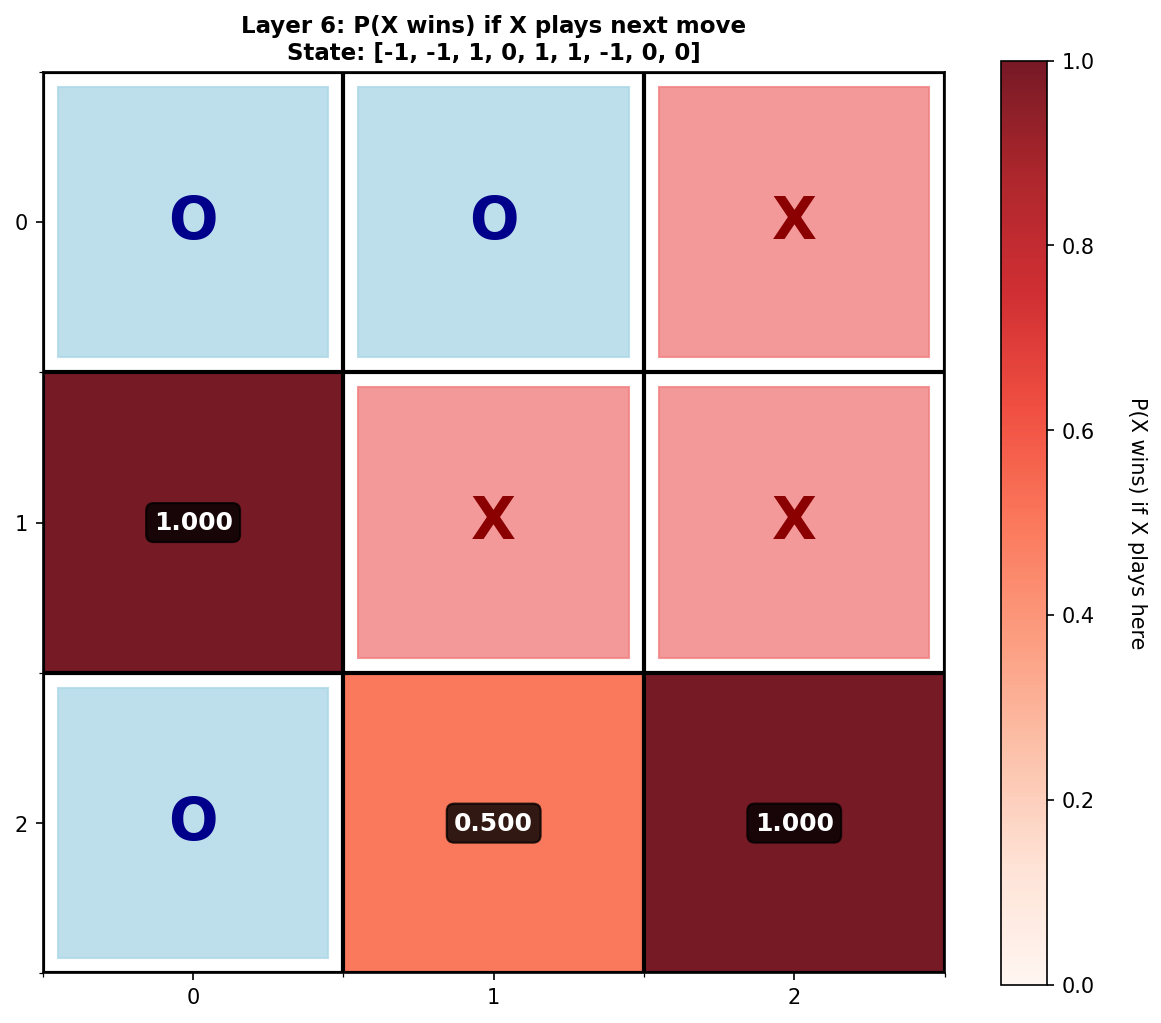 Layer 6: P(X wins) if X plays next move
State: [-1, -1, 1, 0, 1, 1, -1, 0, 0]
0
O
O
X
1
1.000
X
X
2
O
0.500
1.000
0
1
2
1.0
0.8
0.6
0.4
0.2
0.0
P(X wins) if X plays here